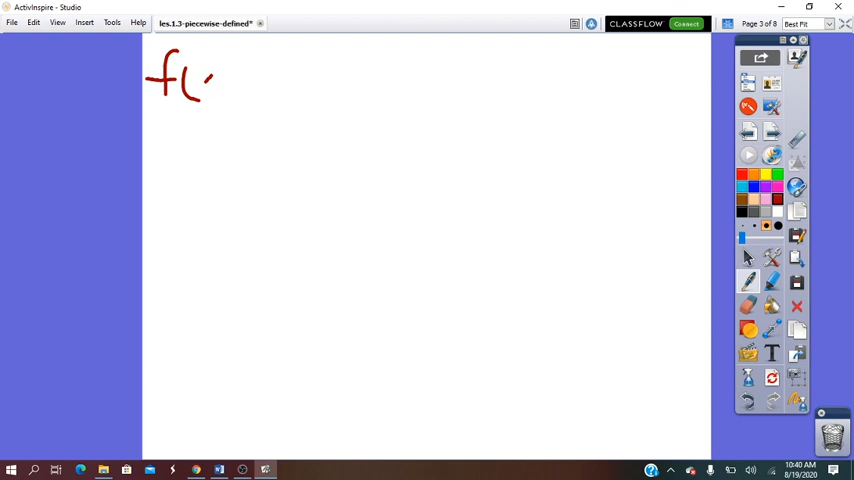 ActivInspire - Studio
File Edit View Insert Tools Help
les.1.3-piecewise-defined*
CLASSFLOW Connect
Page 3 of 8
Best Fit
f(
10:40 AM
8/19/2020